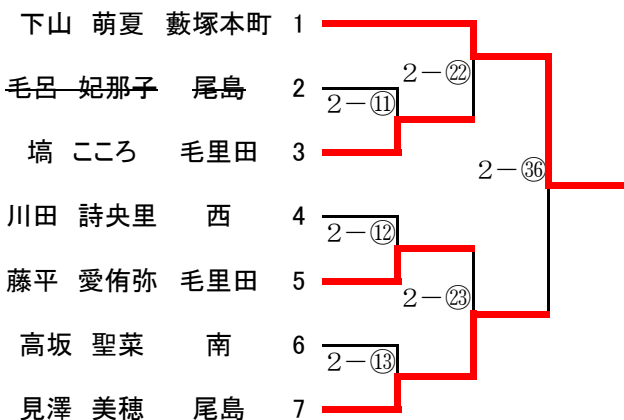 下山 萌夏 藪塚本町 1
2－㉒
毛呂 妃那子 尾島 2
2－⑪
塙 こころ 毛里田 3
2－㊱
川田 詩央里 西 4
2－⑫
藤平 愛侑弥 毛里田 5
2－㉓
高坂 聖菜 南 6
2－⑬
見澤 美穂 尾島 7